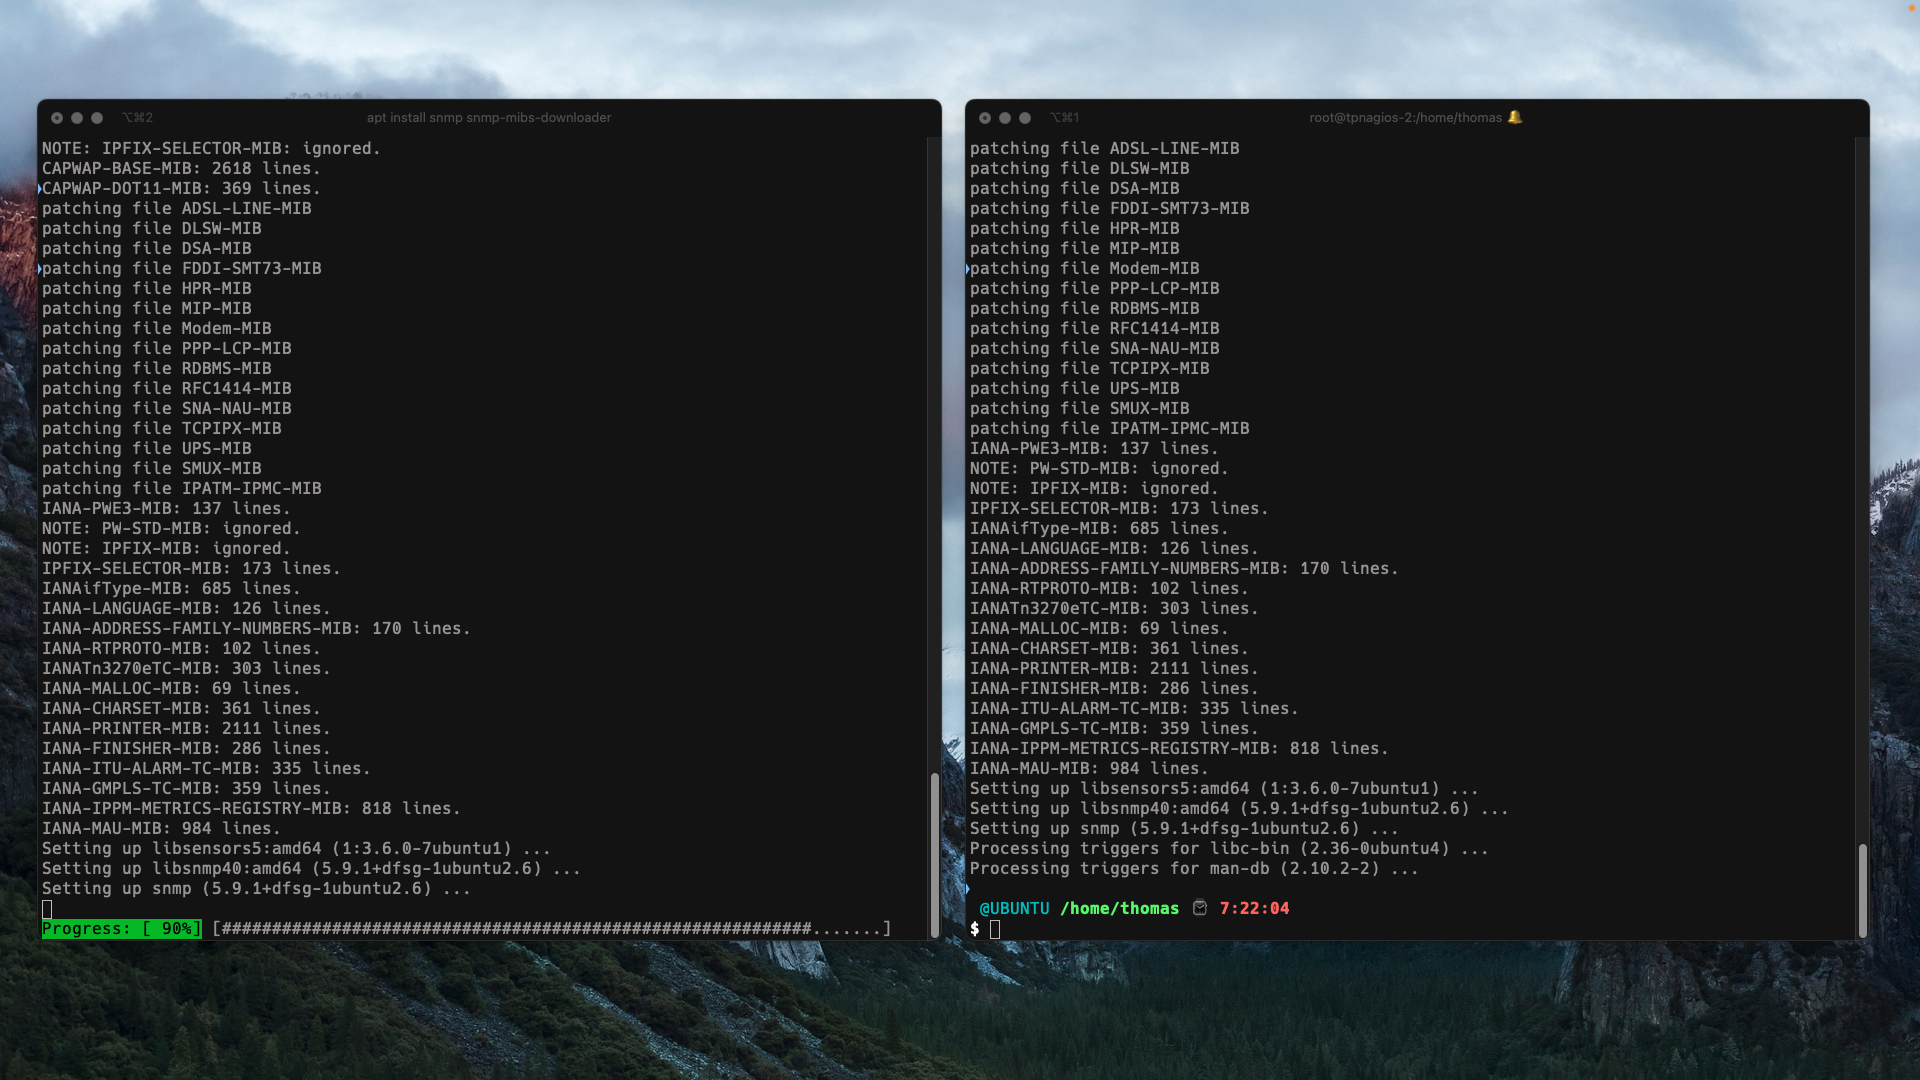 ⌥⌘2
apt install snmp snmp-mibs-downloader
NOTE: IPFIX-SELECTOR-MIB: ignored.
CAPWAP-BASE-MIB: 2618 lines.
CAPWAP-DOT11-MIB: 369 lines.
patching file ADSL-LINE-MIB
patching file DLSW-MIB
patching file DSA-MIB
patching file FDDI-SMT73-MIB
patching file HPR-MIB
patching file MIP-MIB
patching file Modem-MIB
patching file PPP-LCP-MIB
patching file RDBMS-MIB
patching file RFC1414-MIB
patching file SNA-NAU-MIB
patching file TCPIPX-MIB
patching file UPS-MIB
patching file SMUX-MIB
patching file IPATM-IPMC-MIB
IANA-PWE3-MIB: 137 lines.
NOTE: PW-STD-MIB: ignored.
NOTE: IPFIX-MIB: ignored.
IPFIX-SELECTOR-MIB: 173 lines.
IANAifType-MIB: 685 lines.
IANA-LANGUAGE-MIB: 126 lines.
IANA-ADDRESS-FAMILY-NUMBERS-MIB: 170 lines.
IANA-RTPROTO-MIB: 102 lines.
IANATn3270eTC-MIB: 303 lines.
IANA-MALLOC-MIB: 69 lines.
IANA-CHARSET-MIB: 361 lines.
IANA-PRINTER-MIB: 2111 lines.
IANA-FINISHER-MIB: 286 lines.
IANA-ITU-ALARM-TC-MIB: 335 lines.
IANA-GMPLS-TC-MIB: 359 lines.
IANA-IPPM-METRICS-REGISTRY-MIB: 818 lines.
IANA-MAU-MIB: 984 lines.
Setting up libsensors5:amd64 (1:3.6.0-7ubuntu1) ...
Setting up libsnmp40:amd64 (5.9.1+dfsg-1ubuntu2.6) ...
Setting up snmp (5.9.1+dfsg-1ubuntu2.6) ...
Progress: [ 90%] [###########################################################.......]
⌥⌘1
root@tpnagios-2:/home/thomas 🔔
patching file ADSL-LINE-MIB
patching file DLSW-MIB
patching file DSA-MIB
patching file FDDI-SMT73-MIB
patching file HPR-MIB
patching file MIP-MIB
patching file Modem-MIB
patching file PPP-LCP-MIB
patching file RDBMS-MIB
patching file RFC1414-MIB
patching file SNA-NAU-MIB
patching file TCPIPX-MIB
patching file UPS-MIB
patching file SMUX-MIB
patching file IPATM-IPMC-MIB
IANA-PWE3-MIB: 137 lines.
NOTE: PW-STD-MIB: ignored.
NOTE: IPFIX-MIB: ignored.
IPFIX-SELECTOR-MIB: 173 lines.
IANAifType-MIB: 685 lines.
IANA-LANGUAGE-MIB: 126 lines.
IANA-ADDRESS-FAMILY-NUMBERS-MIB: 170 lines.
IANA-RTPROTO-MIB: 102 lines.
IANATn3270eTC-MIB: 303 lines.
IANA-MALLOC-MIB: 69 lines.
IANA-CHARSET-MIB: 361 lines.
IANA-PRINTER-MIB: 2111 lines.
IANA-FINISHER-MIB: 286 lines.
IANA-ITU-ALARM-TC-MIB: 335 lines.
IANA-GMPLS-TC-MIB: 359 lines.
IANA-IPPM-METRICS-REGISTRY-MIB: 818 lines.
IANA-MAU-MIB: 984 lines.
Setting up libsensors5:amd64 (1:3.6.0-7ubuntu1) ...
Setting up libsnmp40:amd64 (5.9.1+dfsg-1ubuntu2.6) ...
Setting up snmp (5.9.1+dfsg-1ubuntu2.6) ...
Processing triggers for libc-bin (2.36-0ubuntu4) ...
Processing triggers for man-db (2.10.2-2) ...
@UBUNTU /home/thomas 7:22:04
$